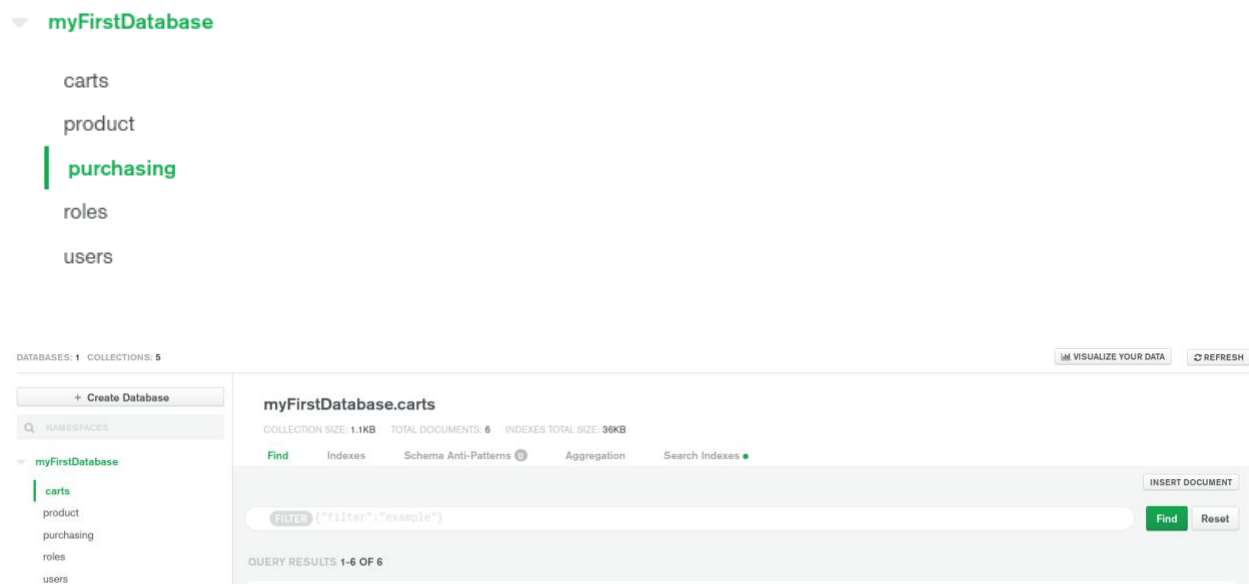 myFirstDatabase
carts
product
purchasing
roles
users
DATABASES: 1 COLLECTIONS: 5
VISUALIZE YOUR DATA
REFRESH
+ Create Database
NAMESPACES
myFirstDatabase
carts
product
purchasing
roles
users
myFirstDatabase.carts
COLLECTION SIZE: 1.1KB TOTAL DOCUMENTS: 6 INDEXES TOTAL SIZE: 36KB
Find Indexes Schema Anti-Patterns 0 Aggregation Search Indexes
INSERT DOCUMENT
FILTER {"filter":"example"}
Find Reset
QUERY RESULTS 1-6 OF 6